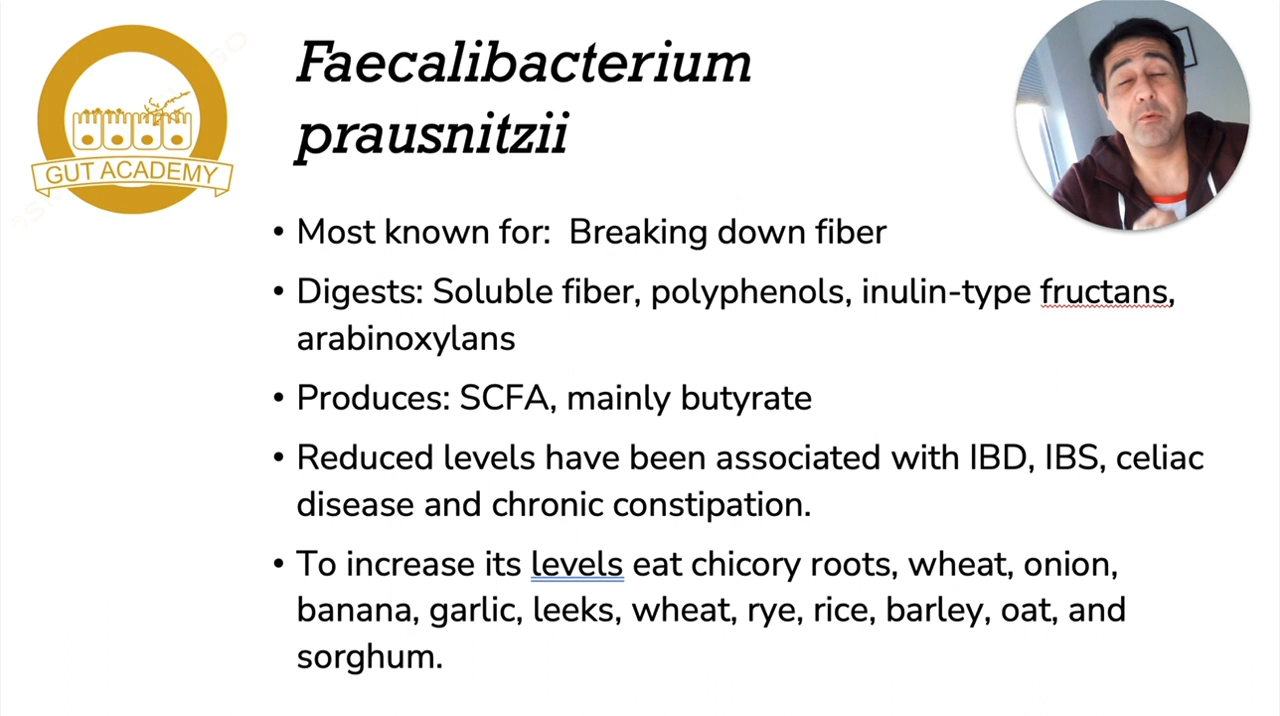 Faecalibacterium
prausnitzii
GUT ACADEMY
• Most known for:  Breaking down fiber
• Digests: Soluble fiber, polyphenols, inulin-type fructans,
arabinoxylans
• Produces: SCFA, mainly butyrate
• Reduced levels have been associated with IBD, IBS, celiac
disease and chronic constipation.
• To increase its levels eat chicory roots, wheat, onion,
banana, garlic, leeks, wheat, rye, rice, barley, oat, and
sorghum.